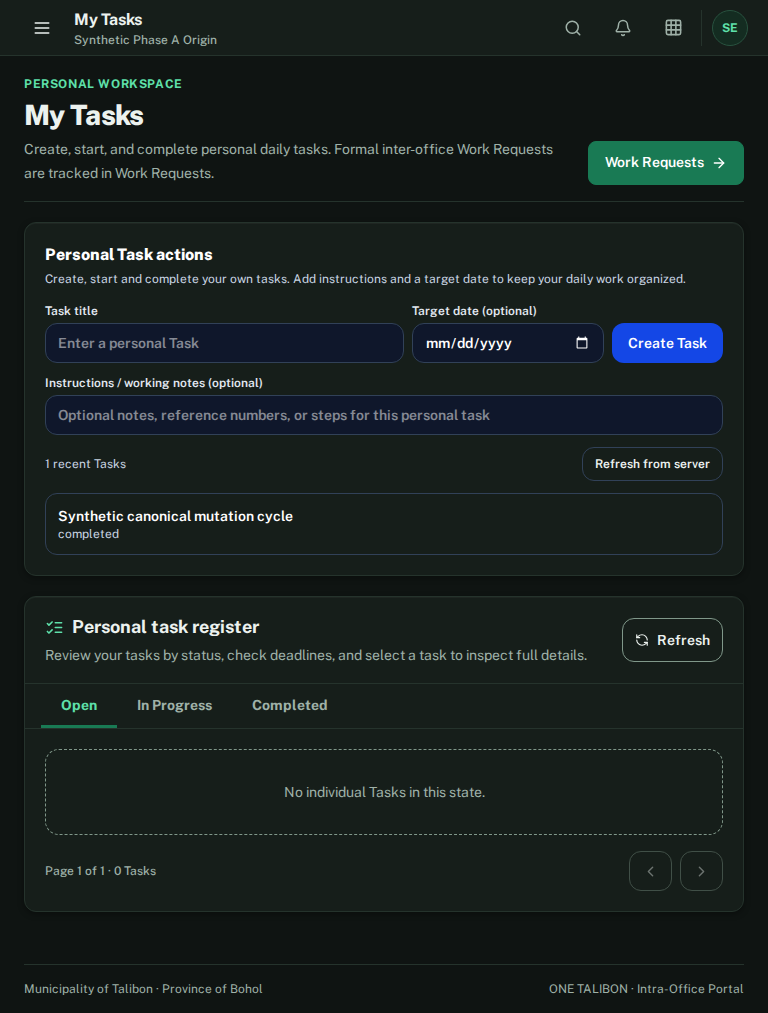 My Tasks
Synthetic Phase A Origin
SE
PERSONAL WORKSPACE
My Tasks
Create, start, and complete personal daily tasks. Formal inter-office Work Requests
are tracked in Work Requests.
Work Requests
Personal Task actions
Create, start and complete your own tasks. Add instructions and a target date to keep your daily work organized.
Task title
Target date (optional)
Enter a personal Task
mm/dd/yyyy
Create Task
Instructions / working notes (optional)
Optional notes, reference numbers, or steps for this personal task
1 recent Tasks
Refresh from server
Synthetic canonical mutation cycle
completed
Personal task register
Review your tasks by status, check deadlines, and select a task to inspect full details.
Refresh
Open
In Progress
Completed
No individual Tasks in this state.
Page 1 of 1 · 0 Tasks
Municipality of Talibon · Province of Bohol
ONE TALIBON · Intra-Office Portal